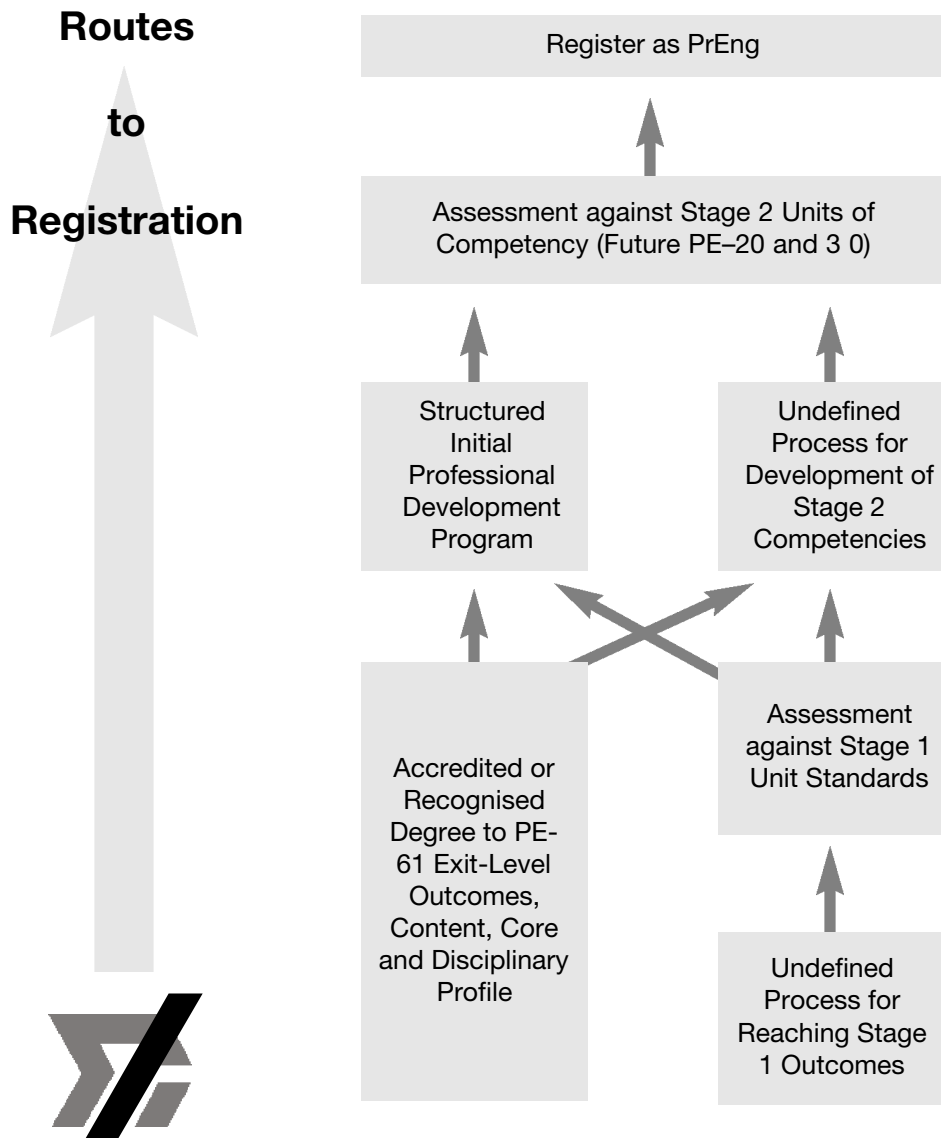 Routes
to
Registration
Register as PrEng
Assessment against Stage 2 Units of
Competency (Future PE–20 and 3 0)
Structured
Initial
Professional
Development
Program
Undefined
Process for
Development of
Stage 2
Competencies
Accredited or
Recognised
Degree to PE-
61 Exit-Level
Outcomes,
Content, Core
and Disciplinary
Profile
Assessment
against Stage 1
Unit Standards
Undefined
Process for
Reaching Stage
1 Outcomes